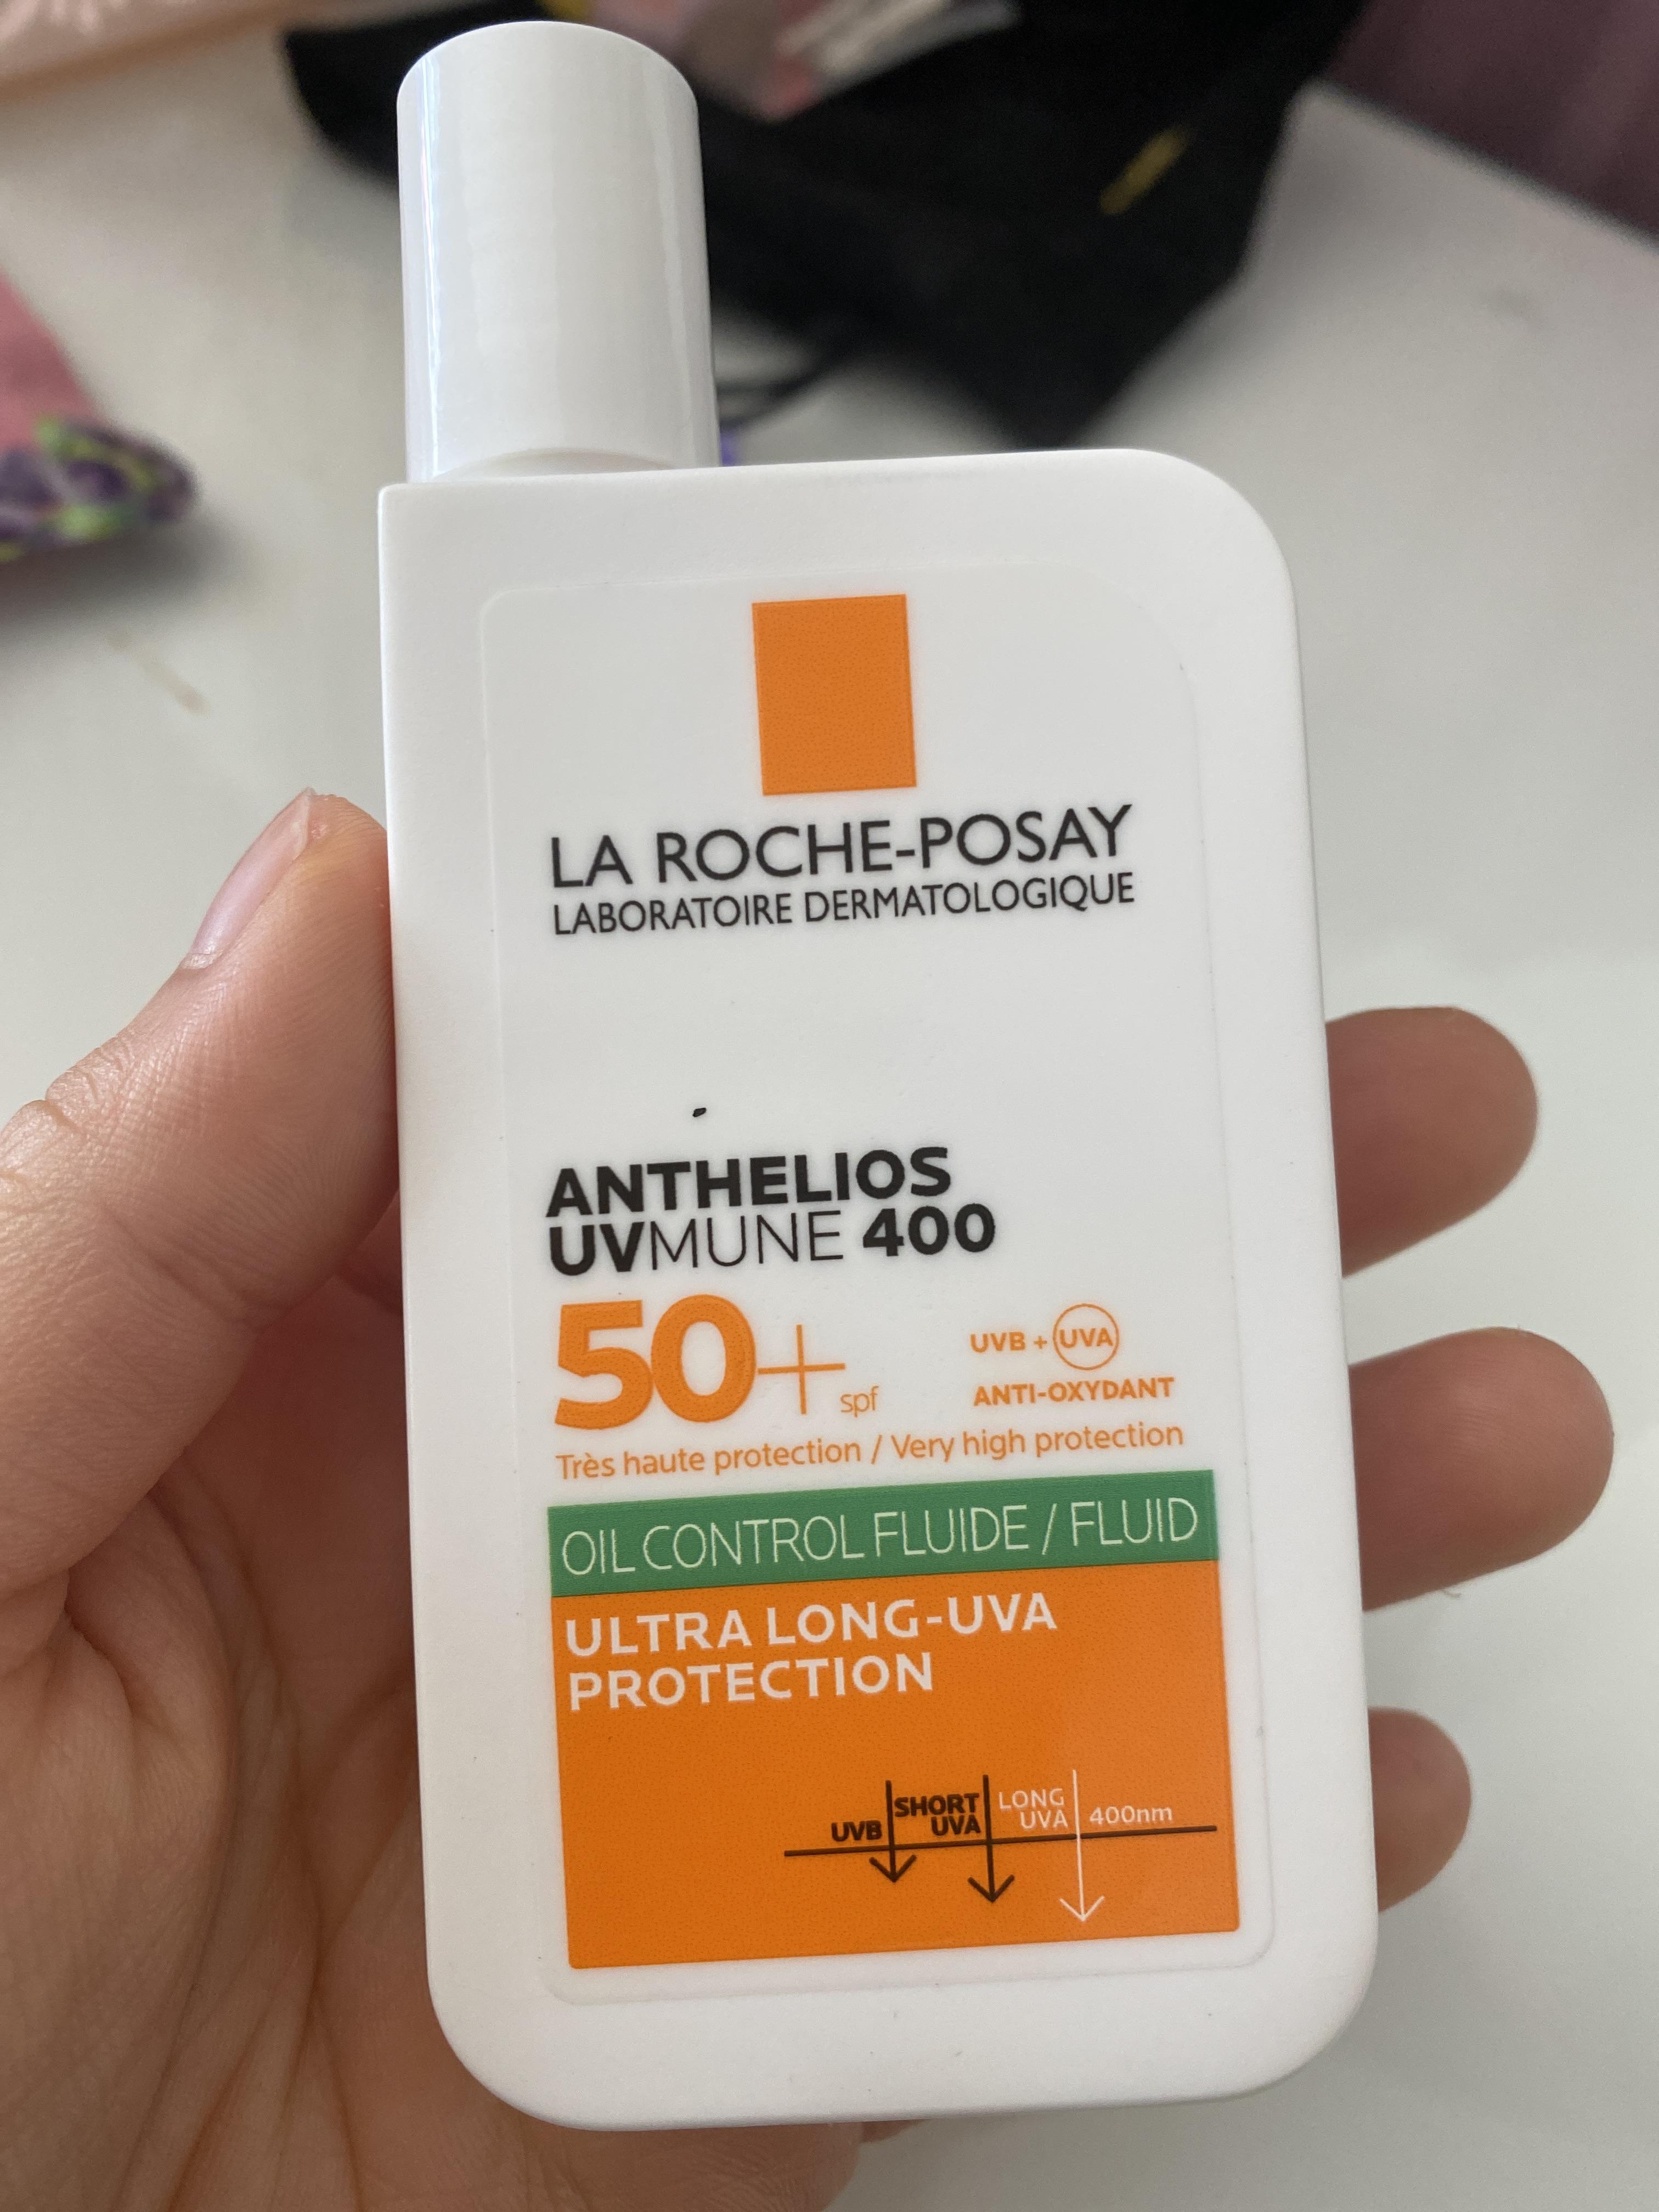 LA ROCHE-POSAY
LABORATOIRE DERMATOLOGIQUE
ANTHELIOS
UVMUNE 400
50+ spf
UVB + UVA
ANTI-OXYDANT
Très haute protection / Very high protection
OIL CONTROL FLUIDE / FLUID
ULTRA LONG-UVA
PROTECTION
UVB
SHORT
UVA
LONG
UVA
400nm